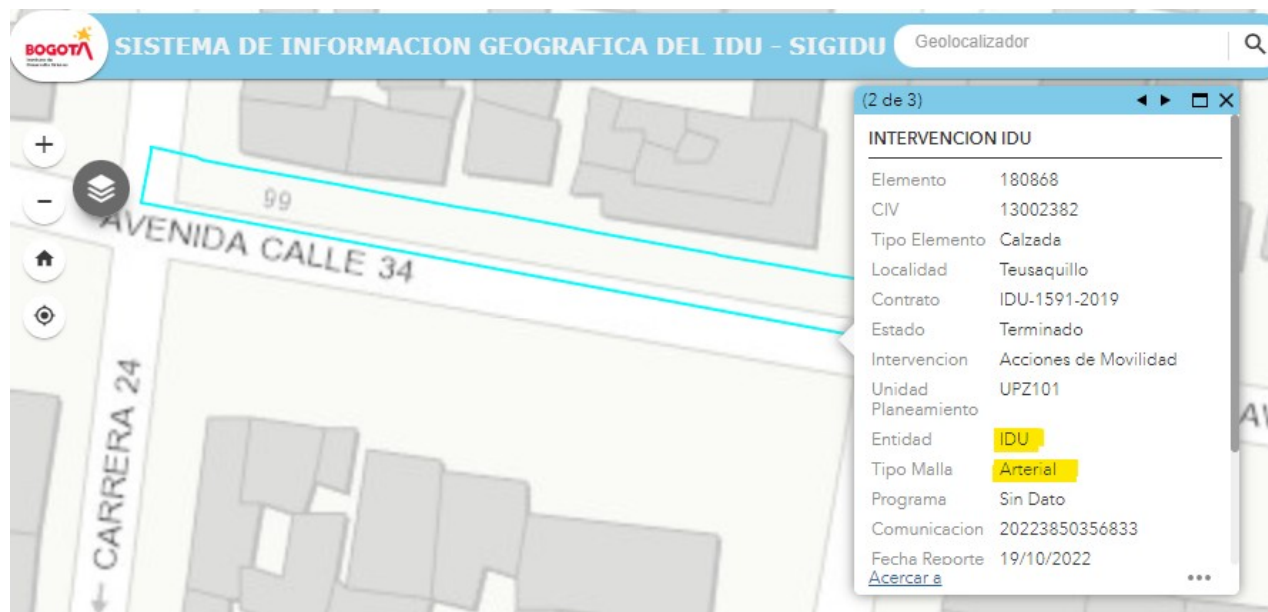 BOGOTÁ
SISTEMA DE INFORMACION GEOGRAFICA DEL IDU - SIGIDU
Geolocalizador
(2 de 3)
INTERVENCION IDU
Elemento 180868
CIV 13002382
Tipo Elemento Calzada
Localidad Teusaquillo
Contrato IDU-1591-2019
Estado Terminado
Intervencion Acciones de Movilidad
Unidad Planeamiento UPZ101
Entidad IDU
Tipo Malla Arterial
Programa Sin Dato
Comunicacion 20223850356833
Fecha Reporte 19/10/2022
Acercar a
99
AVENIDA CALLE 34
← CARRERA 24